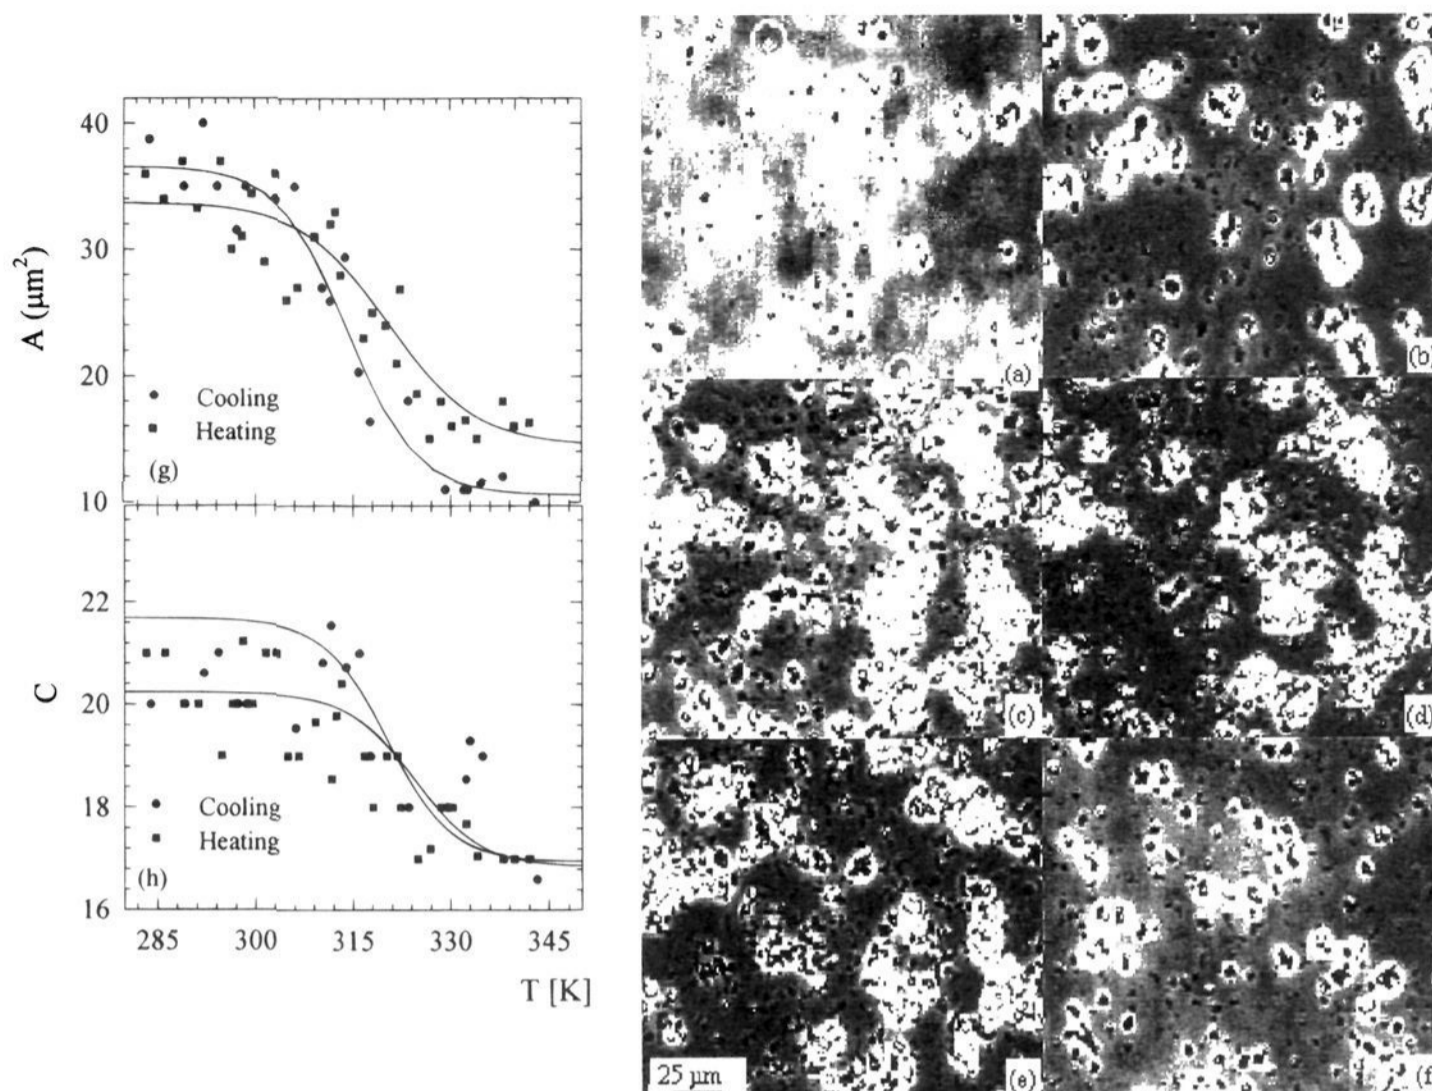 40
30
20
10
A (μm²)
Cooling
Heating
(g)
22
20
18
16
C
Cooling
Heating
(h)
285 300 315 330 345
T [K]
(a)
(b)
(c)
(d)
25 μm
(e)
(f)